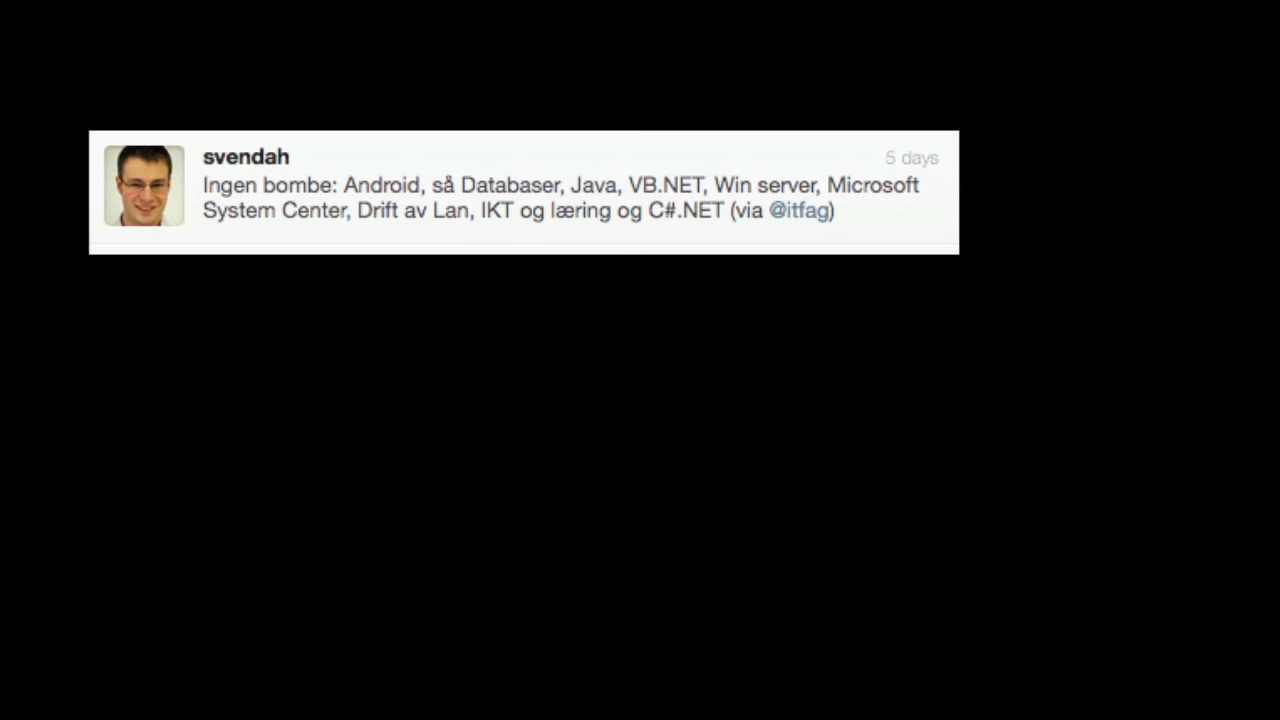 svendah
5 days
Ingen bombe: Android, så Databaser, Java, VB.NET, Win server, Microsoft
System Center, Drift av Lan, IKT og læring og C#.NET (via @itfag)